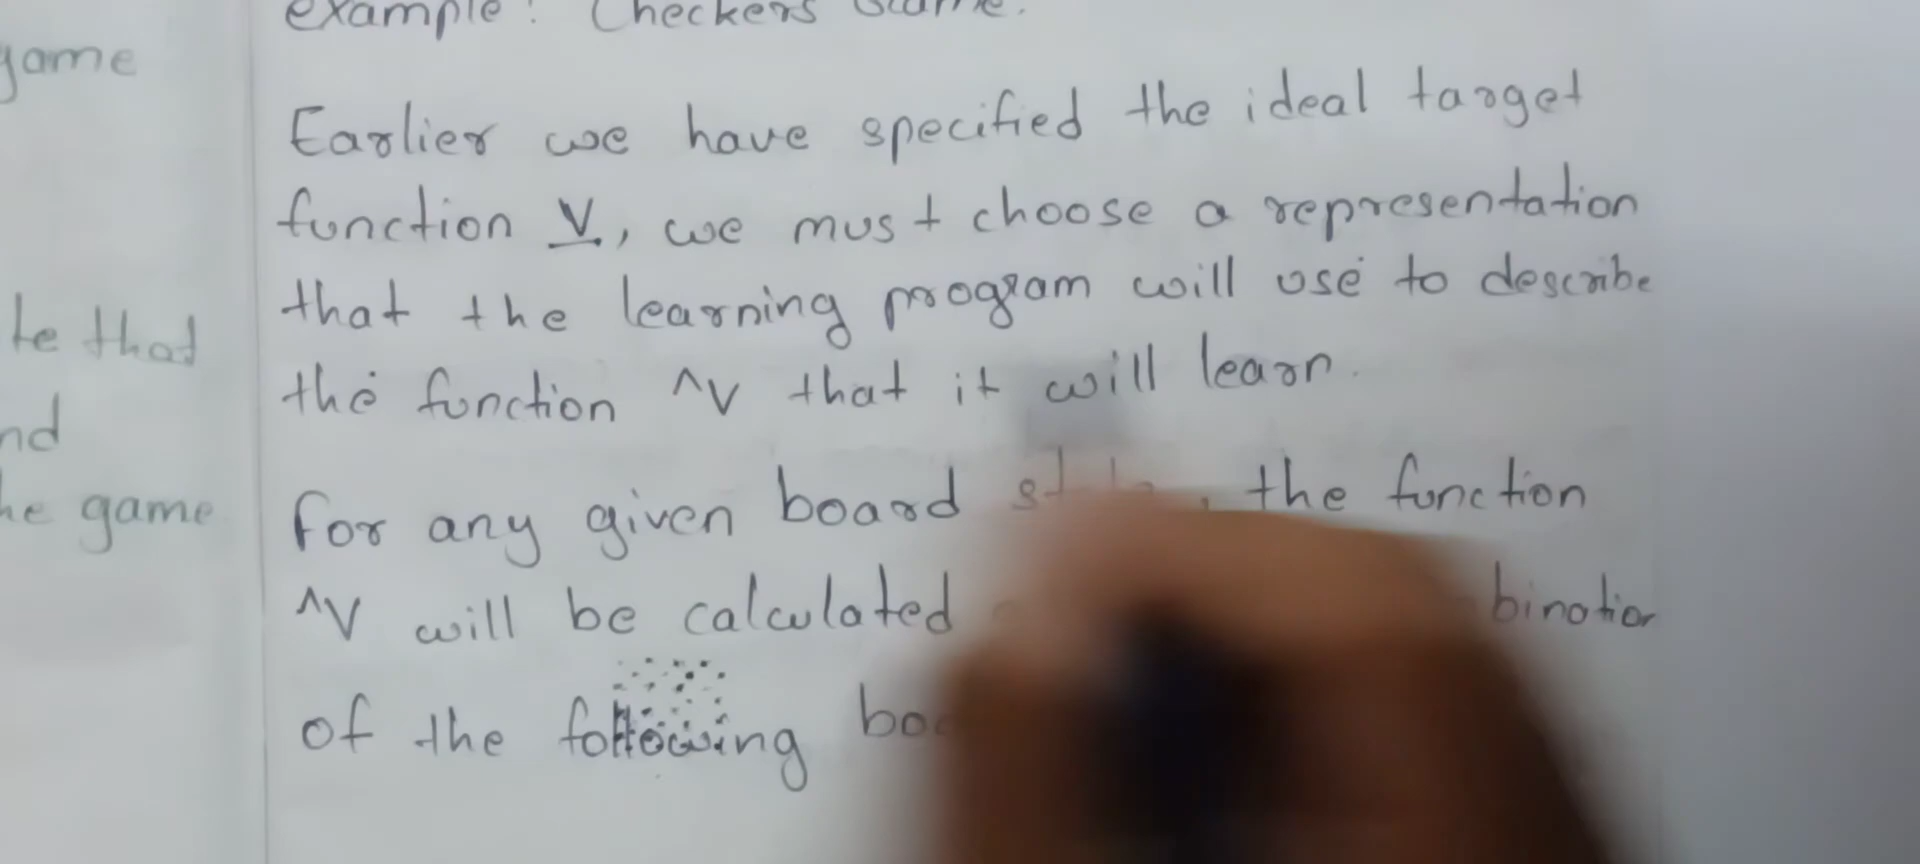 game
te that
nd
he game
example: Checkers Game.
Earlier we have specified the ideal target
function V, we must choose a representation
that the learning program will use to describe
the function ^V that it will learn.
for any given board the function
^V will be calculated
of the following